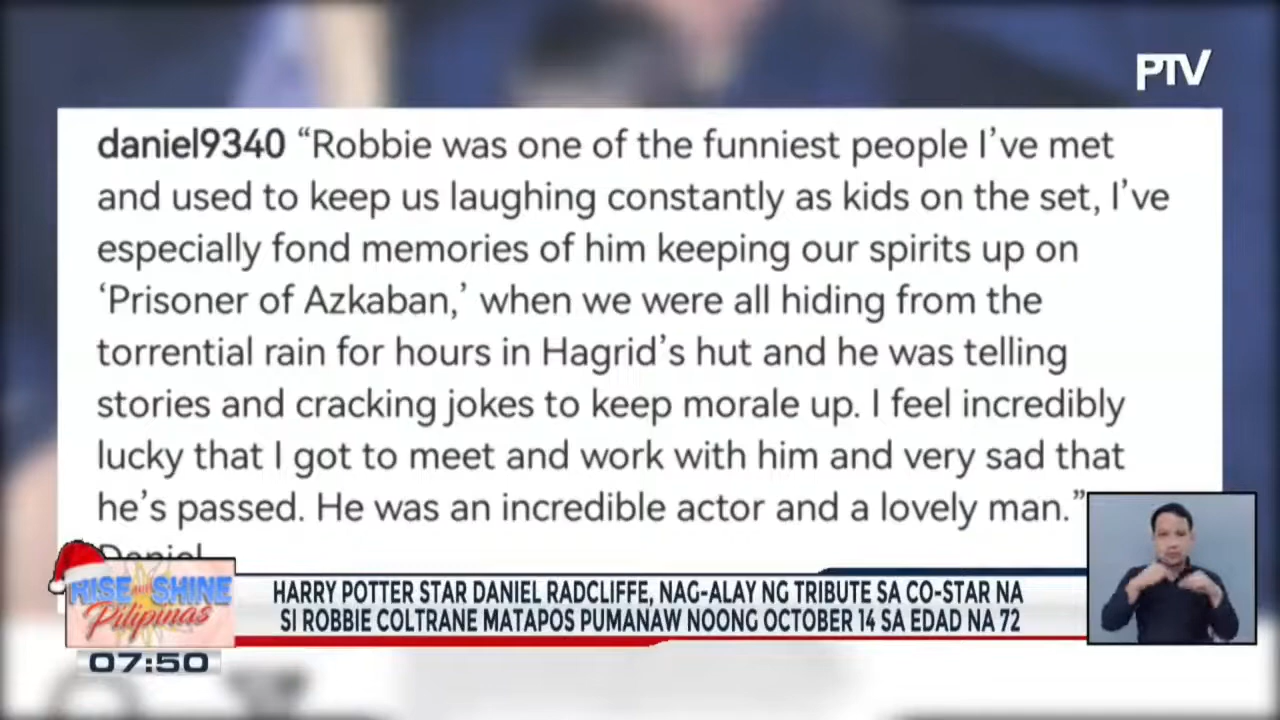 PTV
daniel9340 “Robbie was one of the funniest people I’ve met
and used to keep us laughing constantly as kids on the set, I’ve
especially fond memories of him keeping our spirits up on
‘Prisoner of Azkaban,’ when we were all hiding from the
torrential rain for hours in Hagrid’s hut and he was telling
stories and cracking jokes to keep morale up. I feel incredibly
lucky that I got to meet and work with him and very sad that
he’s passed. He was an incredible actor and a lovely man.”
Daniel
RISE AND SHINE
Pilipinas
HARRY POTTER STAR DANIEL RADCLIFFE, NAG-ALAY NG TRIBUTE SA CO-STAR NA
SI ROBBIE COLTRANE MATAPOS PUMANAW NOONG OCTOBER 14 SA EDAD NA 72
07:50